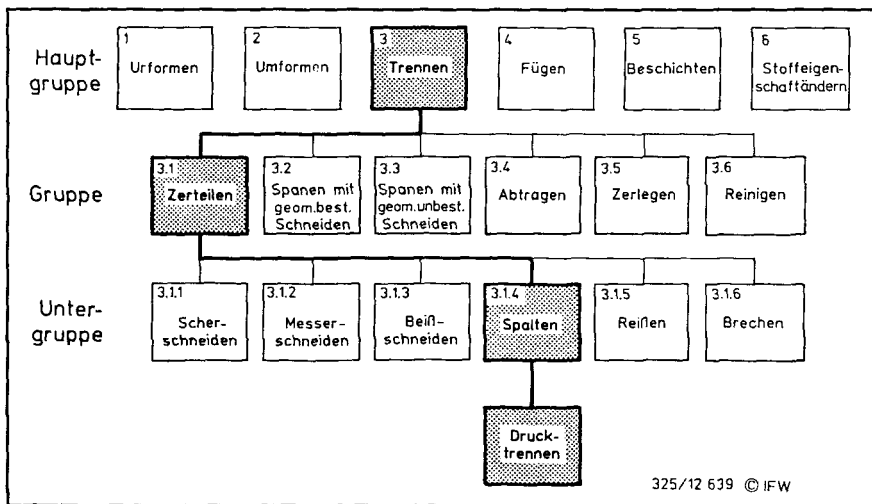 Haupt-
gruppe
1
Urformen
2
Umformen
3
Trennen
4
Fügen
5
Beschichten
6
Stoffeigen-
schaftändern
Gruppe
3.1
Zerteilen
3.2
Spanen mit
geom.best.
Schneiden
3.3
Spanen mit
geom.unbest.
Schneiden
3.4
Abtragen
3.5
Zerlegen
3.6
Reinigen
Unter-
gruppe
3.1.1
Scher-
schneiden
3.1.2
Messer-
schneiden
3.1.3
Beiß-
schneiden
3.1.4
Spalten
3.1.5
Reißen
3.1.6
Brechen
Druck-
trennen
325/12 639 © IFW